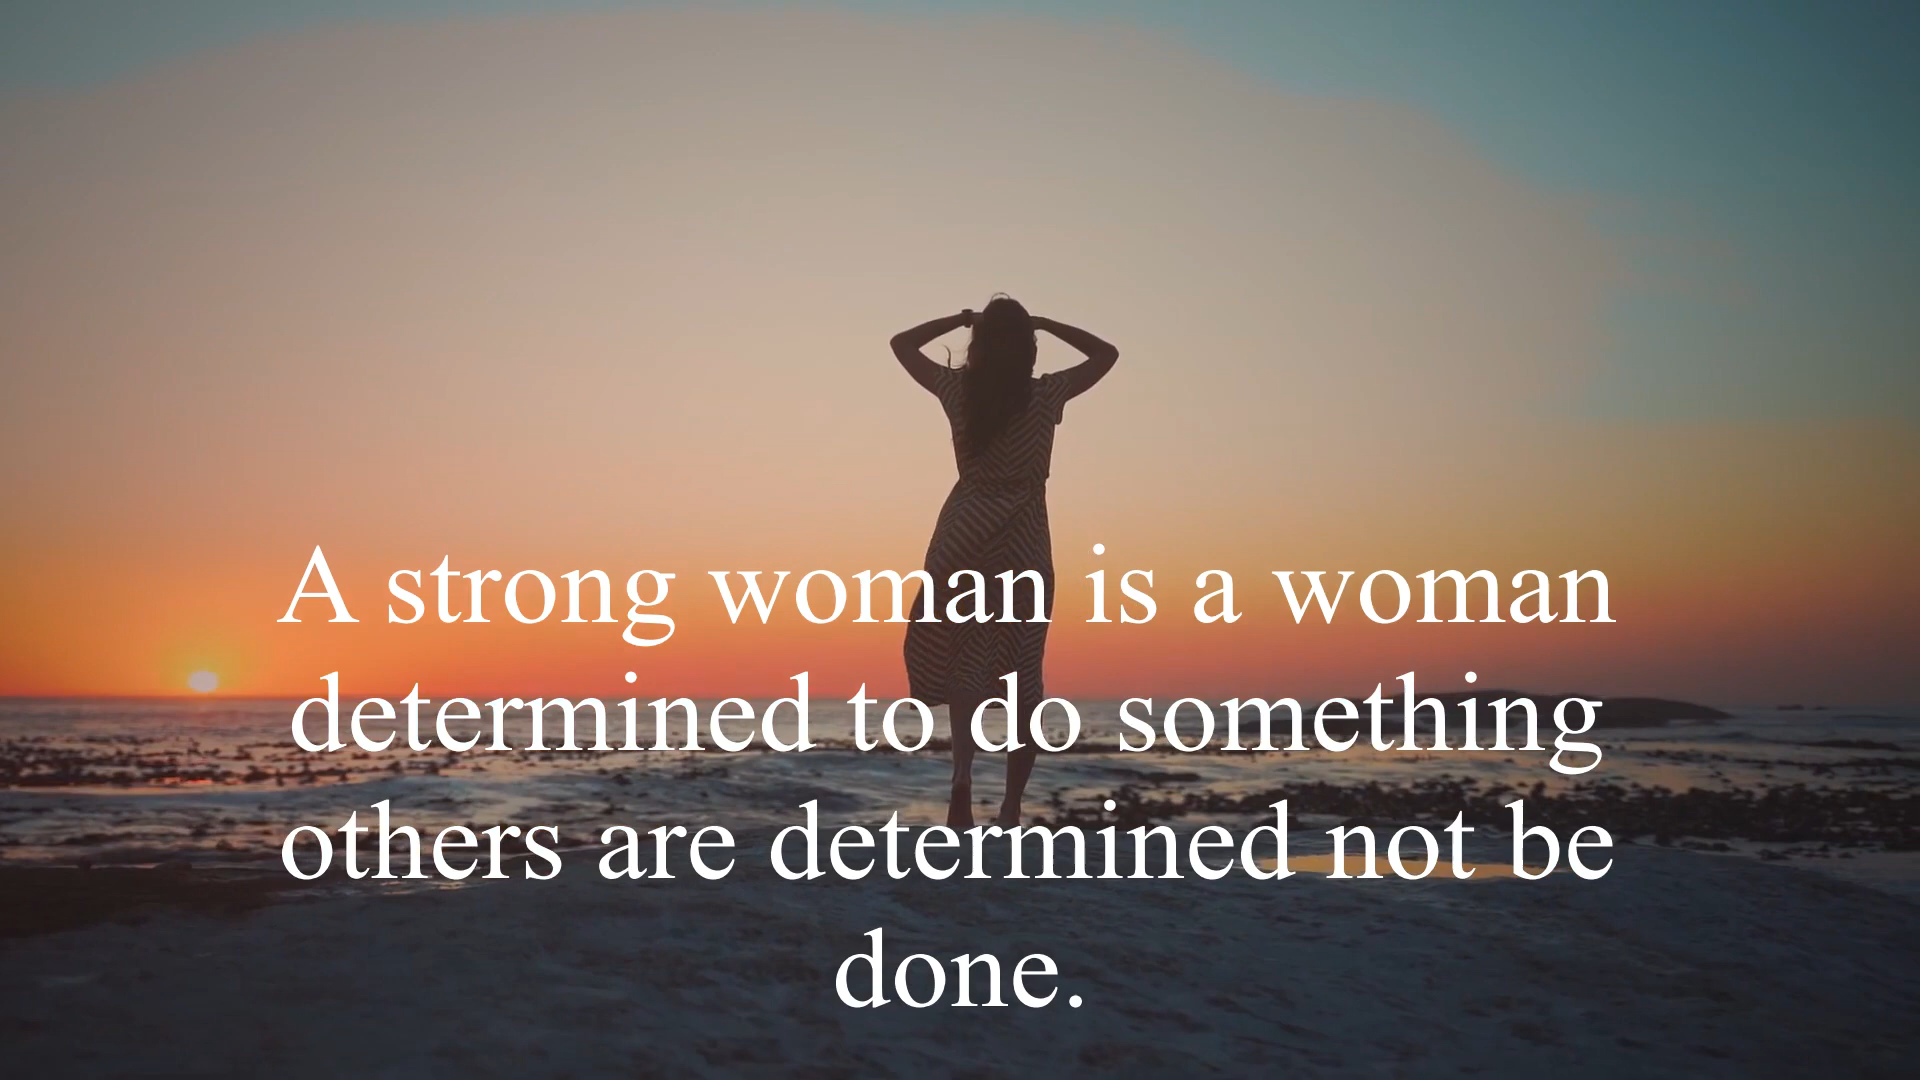 A strong woman is a woman
determined to do something
others are determined not be
done.